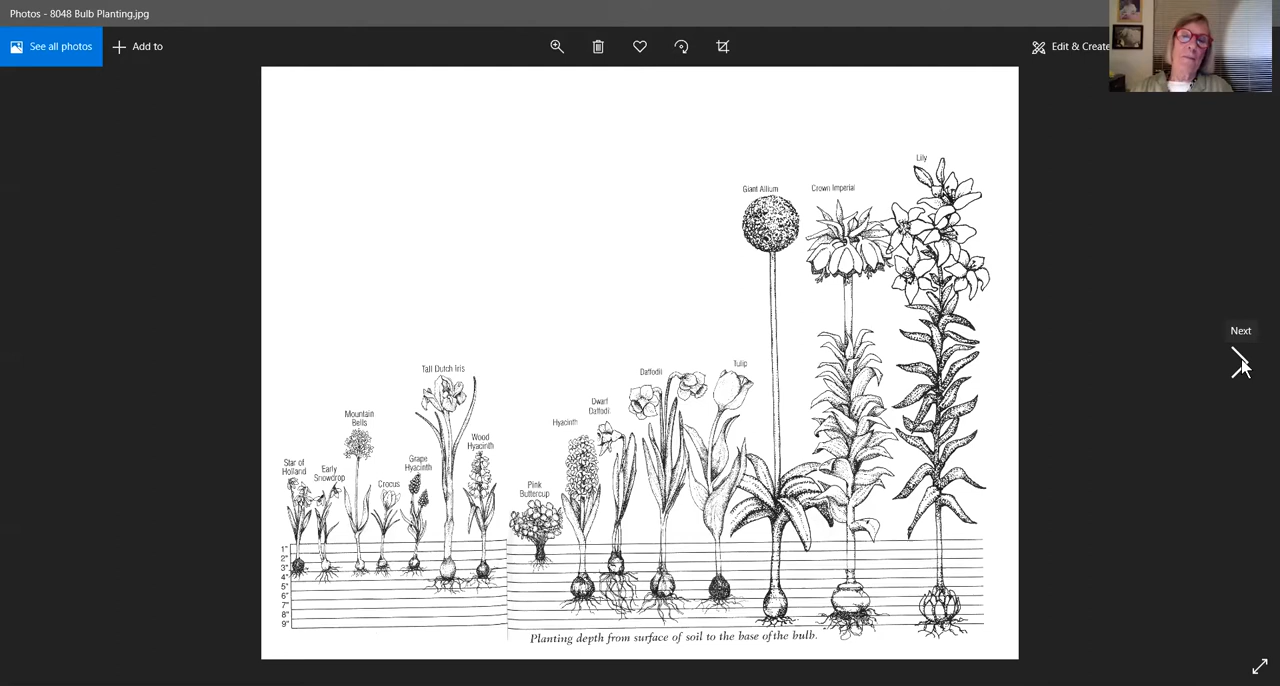 Photos - 8048 Bulb Planting.jpg
See all photos
Add to
Edit & Create
Next
Lily
Giant Allium
Crown Imperial
Tall Dutch Iris
Daffodil
Tulip
Mountain
Bells
Dwarf
Daffodil
Hyacinth
Wood
Hyacinth
Star of
Holland
Early
Snowdrop
Crocus
Grape
Hyacinth
Pink
Buttercup
1"
2"
3"
4"
5"
6"
7"
8"
9"
Planting depth from surface of soil to the base of the bulb.